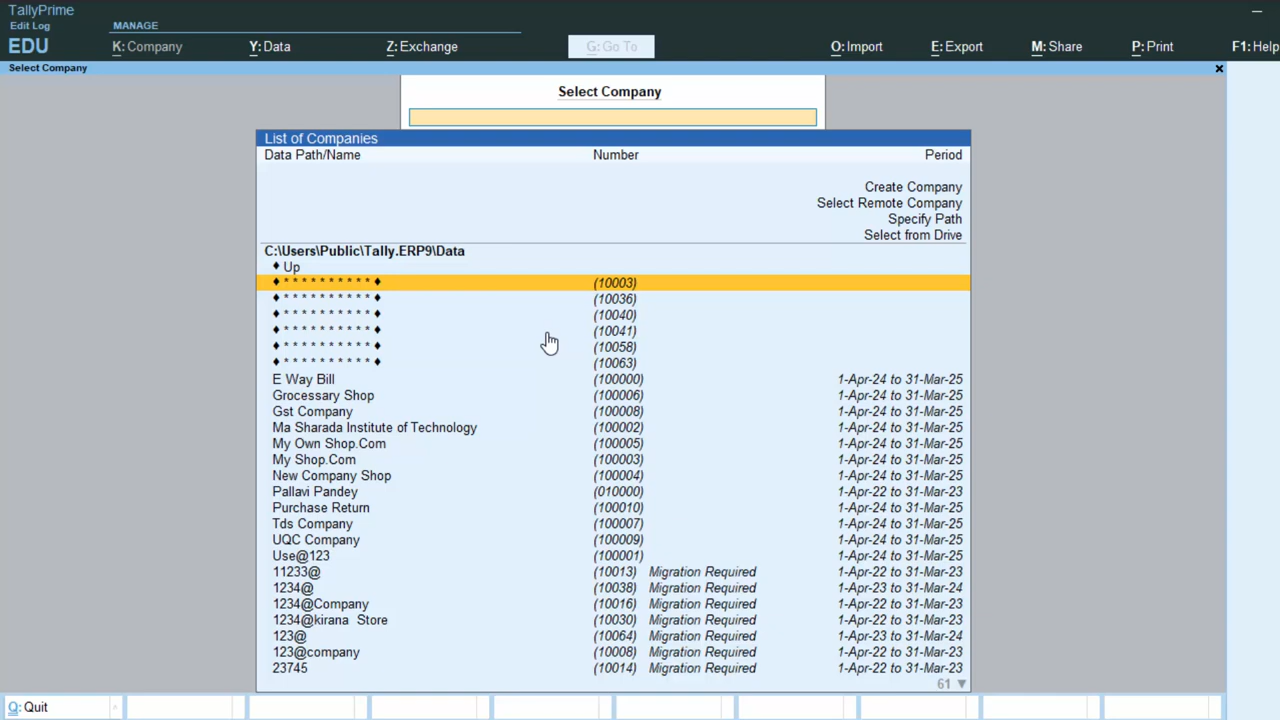 TallyPrime
Edit Log
MANAGE
EDU
K: Company
Y: Data
Z: Exchange
G: Go To
O: Import
E: Export
M: Share
P: Print
F1: Help
Select Company
Select Company
List of Companies
Data Path/Name Number Period
Create Company
Select Remote Company
Specify Path
Select from Drive
C:\Users\Public\Tally.ERP9\Data
♦ Up
♦ * * * * * * * * * * ♦ (10003)
♦ * * * * * * * * * * ♦ (10036)
♦ * * * * * * * * * * ♦ (10040)
♦ * * * * * * * * * * ♦ (10041)
♦ * * * * * * * * * * ♦ (10058)
♦ * * * * * * * * * * ♦ (10063)
E Way Bill (100000) 1-Apr-24 to 31-Mar-25
Grocessary Shop (100006) 1-Apr-24 to 31-Mar-25
Gst Company (100008) 1-Apr-24 to 31-Mar-25
Ma Sharada Institute of Technology (100002) 1-Apr-24 to 31-Mar-25
My Own Shop.Com (100005) 1-Apr-24 to 31-Mar-25
My Shop.Com (100003) 1-Apr-24 to 31-Mar-25
New Company Shop (100004) 1-Apr-24 to 31-Mar-25
Pallavi Pandey (010000) 1-Apr-22 to 31-Mar-23
Purchase Return (100010) 1-Apr-24 to 31-Mar-25
Tds Company (100007) 1-Apr-24 to 31-Mar-25
UQC Company (100009) 1-Apr-24 to 31-Mar-25
Use@123 (100001) 1-Apr-24 to 31-Mar-25
11233@ (10013) Migration Required 1-Apr-22 to 31-Mar-23
1234@ (10038) Migration Required 1-Apr-23 to 31-Mar-24
1234@Company (10016) Migration Required 1-Apr-22 to 31-Mar-23
1234@kirana Store (10030) Migration Required 1-Apr-22 to 31-Mar-23
123@ (10064) Migration Required 1-Apr-23 to 31-Mar-24
123@company (10008) Migration Required 1-Apr-22 to 31-Mar-23
23745 (10014) Migration Required 1-Apr-22 to 31-Mar-23
61 ▼
Q: Quit